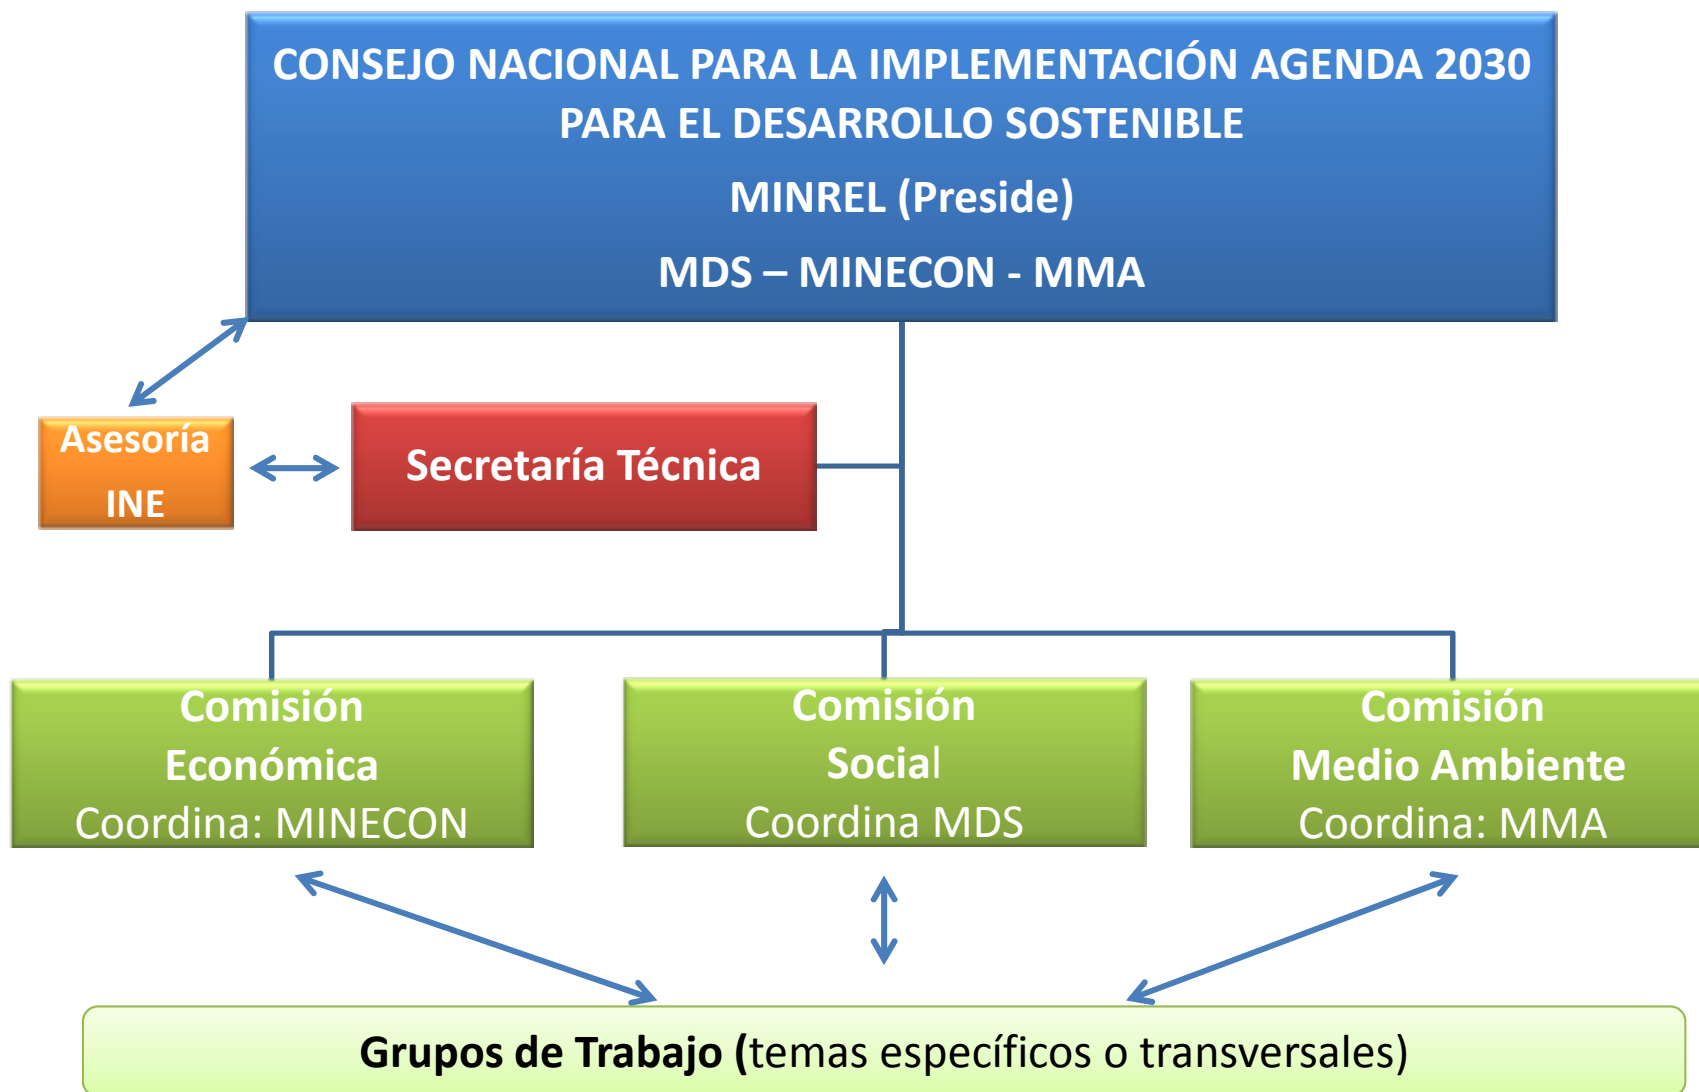 CONSEJO NACIONAL PARA LA IMPLEMENTACIÓN AGENDA 2030
PARA EL DESARROLLO SOSTENIBLE
MINREL (Preside)
MDS – MINECON - MMA
Asesoría
INE
Secretaría Técnica
Comisión
Económica
Coordina: MINECON
Comisión
Social
Coordina MDS
Comisión
Medio Ambiente
Coordina: MMA
Grupos de Trabajo (temas específicos o transversales)